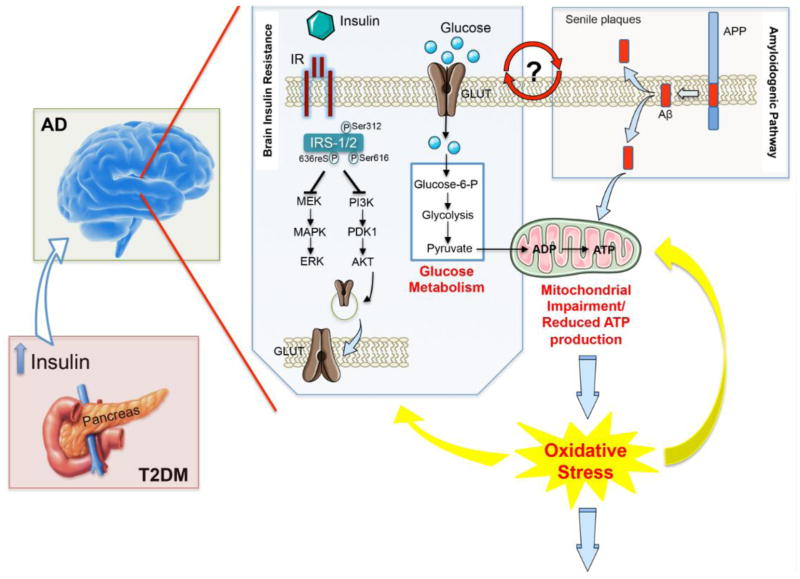 AD
Insulin
Pancreas
T2DM
Brain Insulin Resistance
Insulin
IR
Glucose
GLUT
?
P Ser312
IRS-1/2
636reS P
P Ser616
MEK
PI3K
MAPK
PDK1
ERK
AKT
GLUT
Glucose-6-P
Glycolysis
Pyruvate
Glucose
Metabolism
Senile plaques
APP
Aβ
Amyloidogenic Pathway
ADP
ATP
Mitochondrial
Impairment/
Reduced ATP
production
Oxidative
Stress